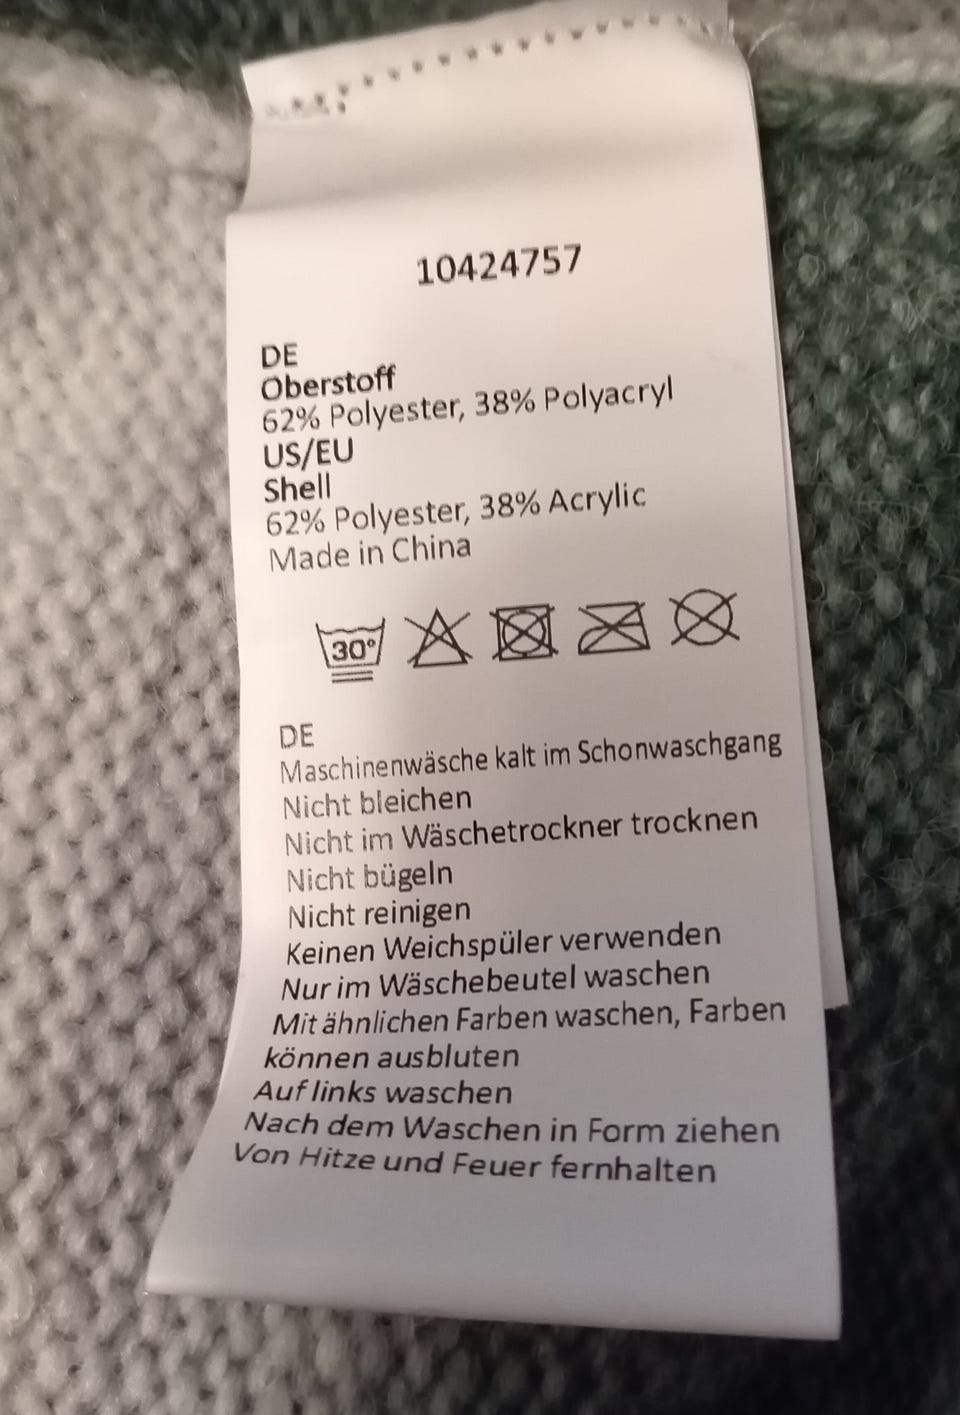 10424757
DE
Oberstoff
62% Polyester, 38% Polyacryl
US/EU
Shell
62% Polyester, 38% Acrylic
Made in China
30°
DE
Maschinenwäsche kalt im Schonwaschgang
Nicht bleichen
Nicht im Wäschetrockner trocknen
Nicht bügeln
Nicht reinigen
Keinen Weichspüler verwenden
Nur im Wäschebeutel waschen
Mit ähnlichen Farben waschen, Farben
können ausbluten
Auf links waschen
Nach dem Waschen in Form ziehen
Von Hitze und Feuer fernhalten